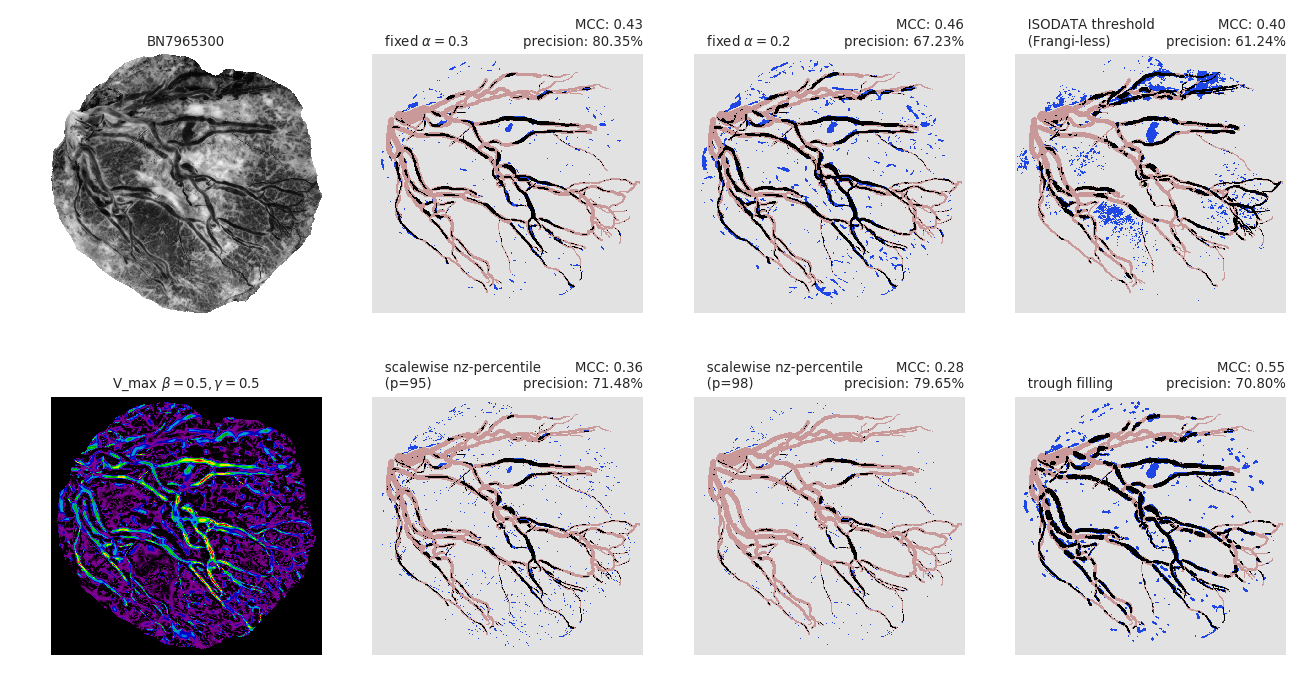 BN7965300
fixed α = 0.3
MCC: 0.43
precision: 80.35%
fixed α = 0.2
MCC: 0.46
precision: 67.23%
ISODATA threshold
(Frangi-less)
MCC: 0.40
precision: 61.24%
V_max β = 0.5, γ = 0.5
scalewise nz-percentile
(p=95)
MCC: 0.36
precision: 71.48%
scalewise nz-percentile
(p=98)
MCC: 0.28
precision: 79.65%
trough filling
MCC: 0.55
precision: 70.80%